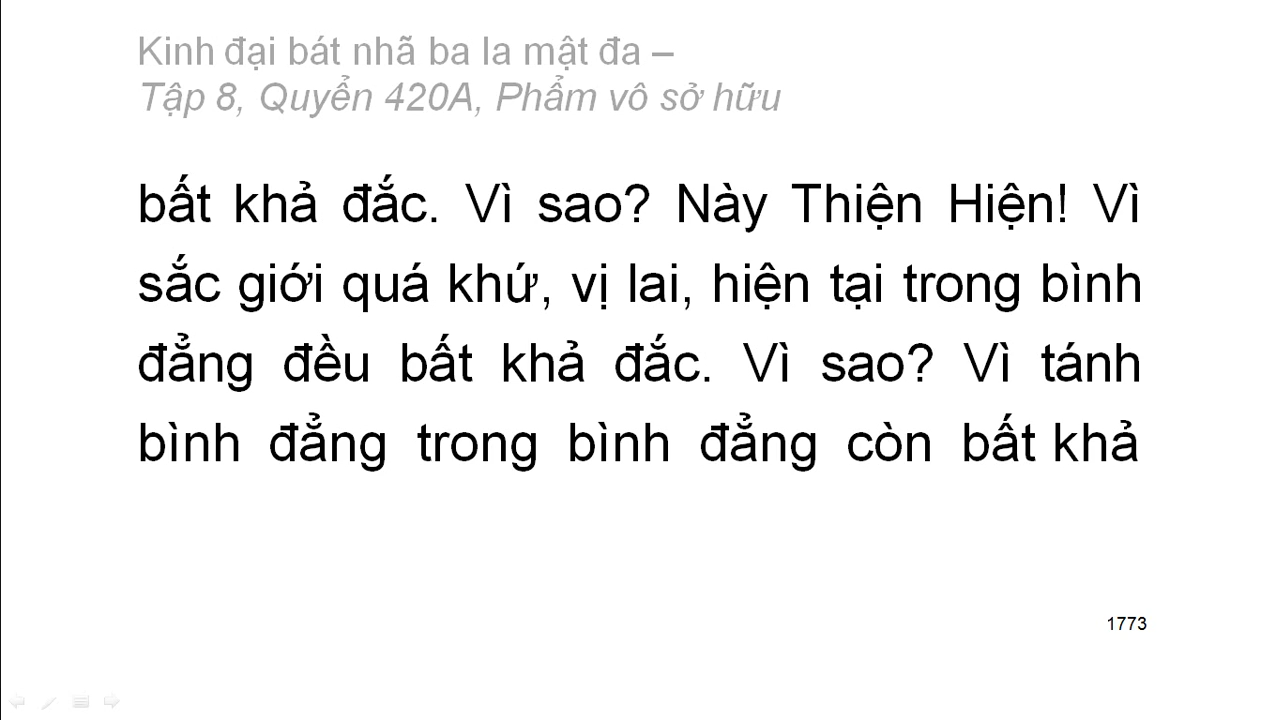 Kinh đại bát nhã ba la mật đa –
Tập 8, Quyển 420A, Phẩm vô sở hữu
bất khả đắc. Vì sao? Này Thiện Hiện! Vì
sắc giới quá khứ, vị lai, hiện tại trong bình
đẳng đều bất khả đắc. Vì sao? Vì tánh
bình đẳng trong bình đẳng còn bất khả
1773